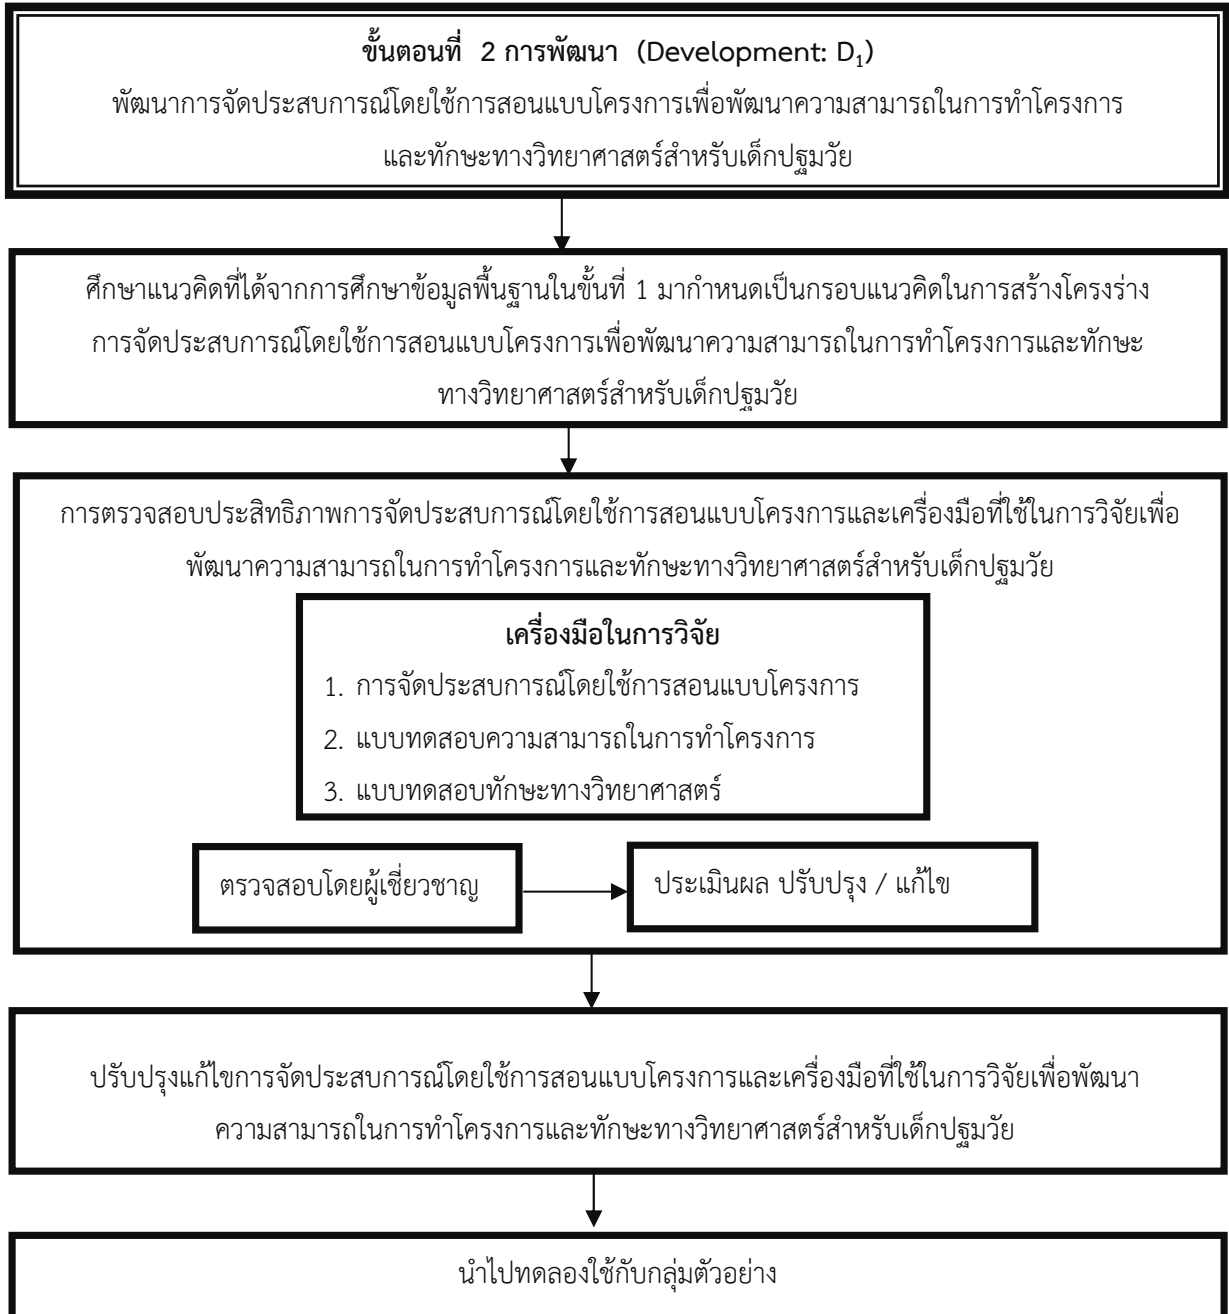 ขั้นตอนที่ 2 การพัฒนา (Development: D₁)
พัฒนาการจัดประสบการณ์โดยใช้การสอนแบบโครงการเพื่อพัฒนาความสามารถในการทำโครงการ
และทักษะทางวิทยาศาสตร์สำหรับเด็กปฐมวัย
ศึกษาแนวคิดที่ได้จากการศึกษาข้อมูลพื้นฐานในขั้นที่ 1 มากำหนดเป็นกรอบแนวคิดในการสร้างโครงร่าง
การจัดประสบการณ์โดยใช้การสอนแบบโครงการเพื่อพัฒนาความสามารถในการทำโครงการและทักษะ
ทางวิทยาศาสตร์สำหรับเด็กปฐมวัย
การตรวจสอบประสิทธิภาพการจัดประสบการณ์โดยใช้การสอนแบบโครงการและเครื่องมือที่ใช้ในการวิจัยเพื่อ
พัฒนาความสามารถในการทำโครงการและทักษะทางวิทยาศาสตร์สำหรับเด็กปฐมวัย
เครื่องมือในการวิจัย
1. การจัดประสบการณ์โดยใช้การสอนแบบโครงการ
2. แบบทดสอบความสามารถในการทำโครงการ
3. แบบทดสอบทักษะทางวิทยาศาสตร์
ตรวจสอบโดยผู้เชี่ยวชาญ
ประเมินผล ปรับปรุง / แก้ไข
ปรับปรุงแก้ไขการจัดประสบการณ์โดยใช้การสอนแบบโครงการและเครื่องมือที่ใช้ในการวิจัยเพื่อพัฒนา
ความสามารถในการทำโครงการและทักษะทางวิทยาศาสตร์สำหรับเด็กปฐมวัย
นำไปทดลองใช้กับกลุ่มตัวอย่าง